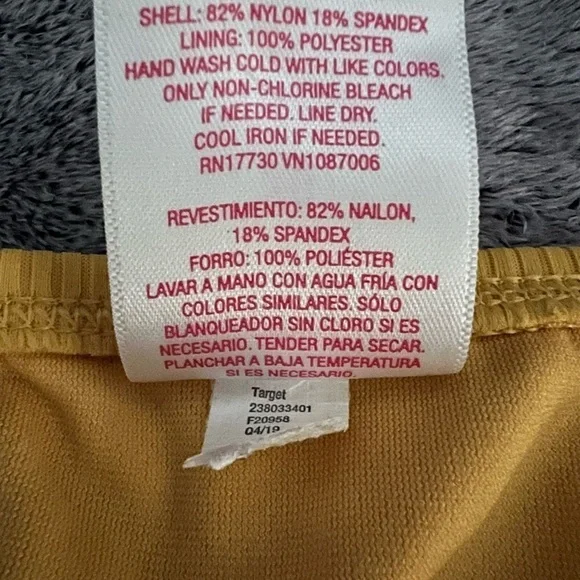 SHELL: 82% NYLON 18% SPANDEX
LINING: 100% POLYESTER
HAND WASH COLD WITH LIKE COLORS.
ONLY NON-CHLORINE BLEACH
IF NEEDED. LINE DRY.
COOL IRON IF NEEDED.
RN17730 VN1087006
REVESTIMIENTO: 82% NAILON,
18% SPANDEX
FORRO: 100% POLIÉSTER
LAVAR A MANO CON AGUA FRÍA CON
COLORES SIMILARES. SÓLO
BLANQUEADOR SIN CLORO SI ES
NECESARIO. TENDER PARA SECAR.
PLANCHAR A BAJA TEMPERATURA
SI ES NECESARIO.
Target
238033401
F20958
04/19